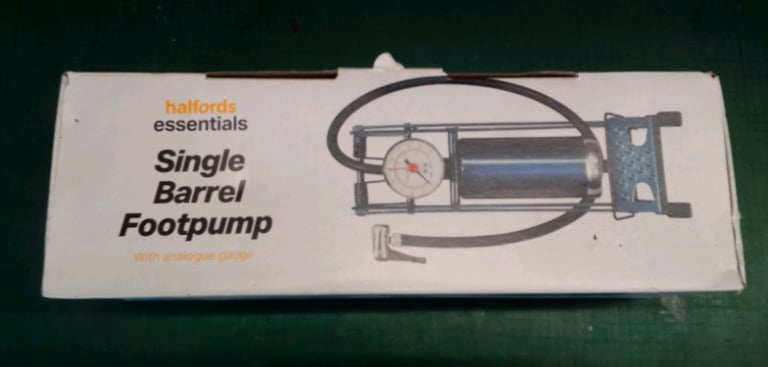 halfords
essentials
Single
Barrel
Footpump
With analogue gauge